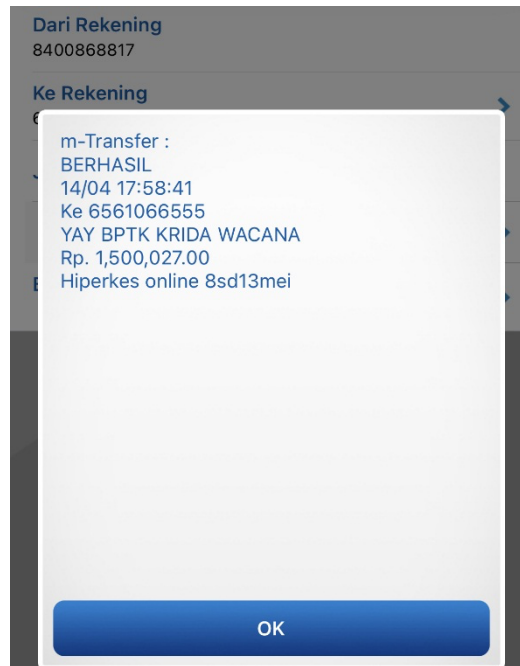 Dari Rekening
8400868817
Ke Rekening
6
m-Transfer :
BERHASIL
14/04 17:58:41
Ke 6561066555
YAY BPTK KRIDA WACANA
Rp. 1,500,027.00
Hiperkes online 8sd13mei
OK